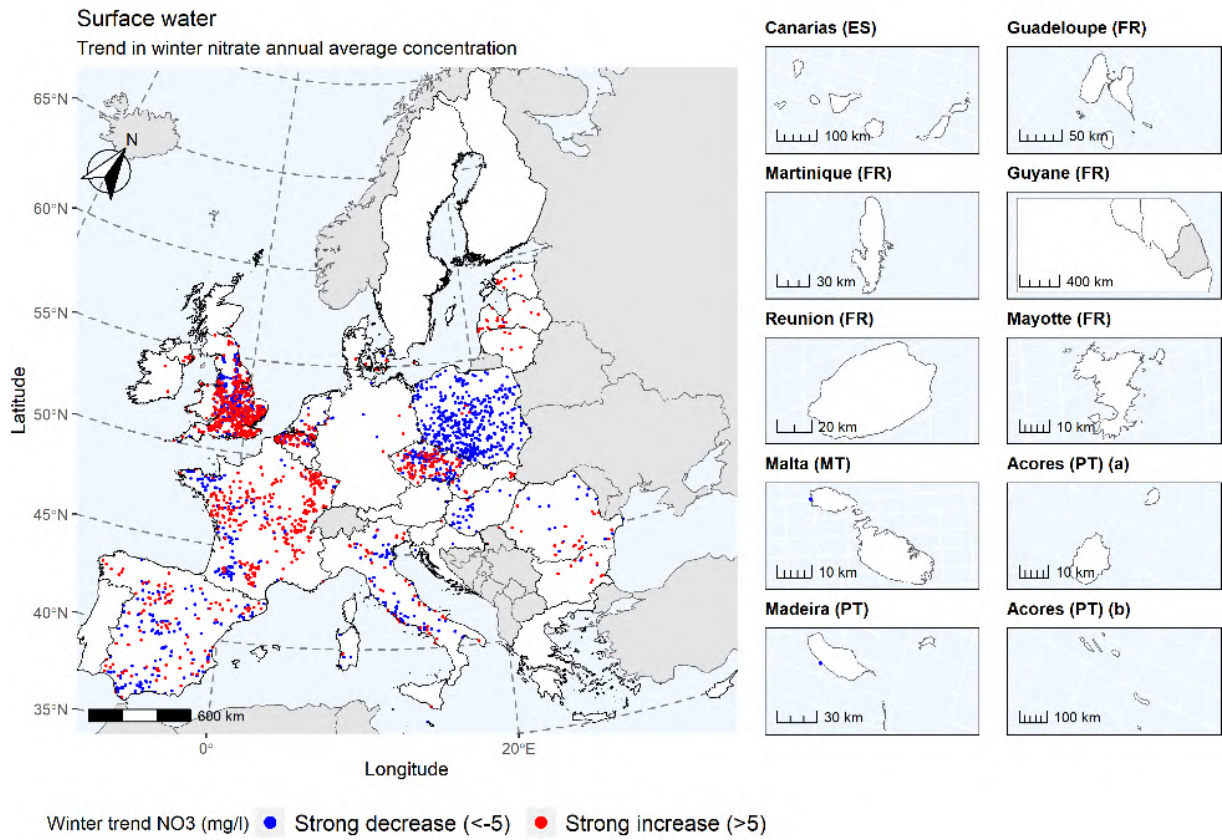 Surface water
Trend in winter nitrate annual average concentration
65°N
60°N
55°N
50°N
45°N
40°N
35°N
Latitude
N
600 km
0°
20°E
Longitude
Canarias (ES)
100 km
Guadeloupe (FR)
50 km
Martinique (FR)
30 km
Guyane (FR)
400 km
Reunion (FR)
20 km
Mayotte (FR)
10 km
Malta (MT)
10 km
Acores (PT) (a)
10 km
Madeira (PT)
30 km
Acores (PT) (b)
100 km
Winter trend NO3 (mg/l) Strong decrease (<-5) Strong increase (>5)